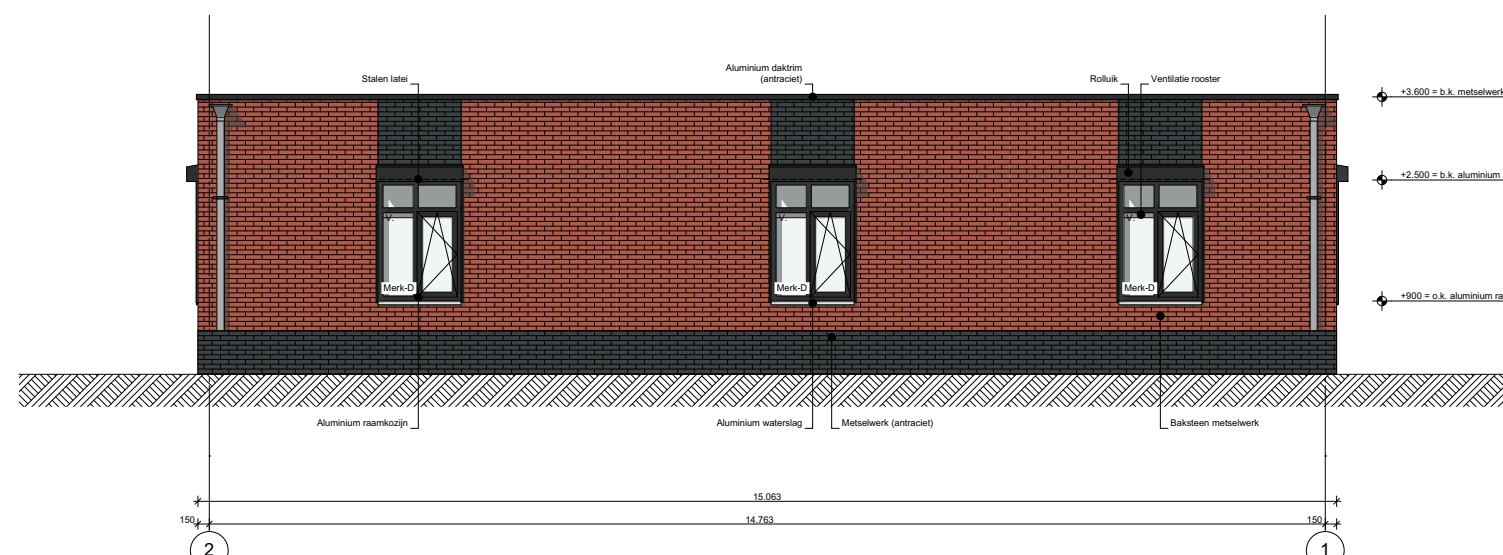 Stalen latei
Aluminium daktrim
(antraciet)
Rolluik
Ventilatie rooster
+3.600 = b.k. metselwerk
+2.500 = b.k. aluminium
V.
V.
V.
Merk-D
Merk-D
Merk-D
+900 = o.k. aluminium ra
Aluminium raamkozijn
Aluminium waterslag
Metselwerk (antraciet)
Baksteen metselwerk
15.063
150
14.763
150
2
1